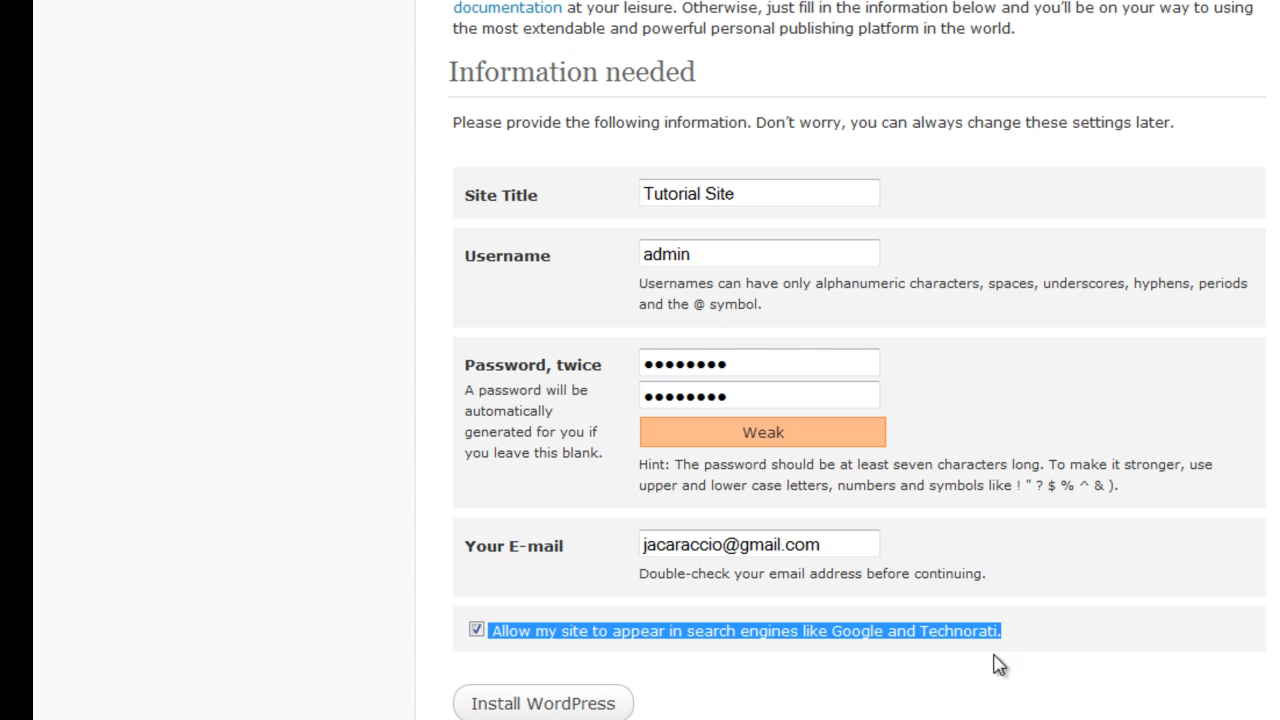 documentation at your leisure. Otherwise, just fill in the information below and you'll be on your way to using
the most extendable and powerful personal publishing platform in the world.
Information needed
Please provide the following information. Don't worry, you can always change these settings later.
Site Title
Tutorial Site
Username
admin
Usernames can have only alphanumeric characters, spaces, underscores, hyphens, periods
and the @ symbol.
Password, twice
A password will be
automatically
generated for you if
you leave this blank.
••••••••
••••••••
Weak
Hint: The password should be at least seven characters long. To make it stronger, use
upper and lower case letters, numbers and symbols like ! " ? $ % ^ & ).
Your E-mail
jacaraccio@gmail.com
Double-check your email address before continuing.
Allow my site to appear in search engines like Google and Technorati.
Install WordPress